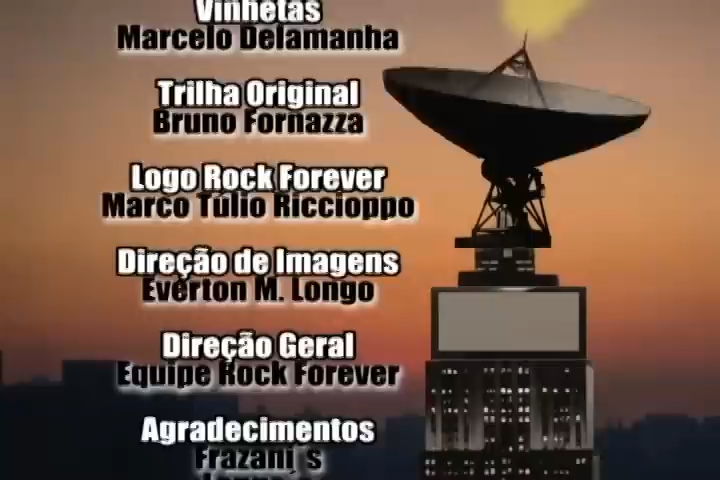 Vinhetas
Marcelo Delamanha
Trilha Original
Bruno Fornazza
Logo Rock Forever
Marco Túlio Riccioppo
Direção de Imagens
Everton M. Longo
Direção Geral
Equipe Rock Forever
Agradecimentos
Frazani¸s